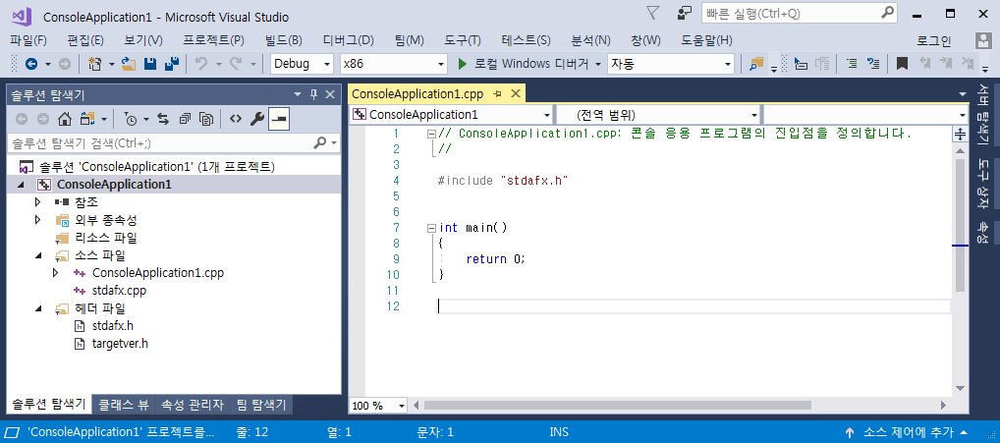 ConsoleApplication1 - Microsoft Visual Studio
빠른 실행(Ctrl+Q)
파일(F) 편집(E) 보기(V) 프로젝트(P) 빌드(B) 디버그(D) 팀(M) 도구(T) 테스트(S) 분석(N) 창(W) 도움말(H) 로그인
Debug x86 로컬 Windows 디버거 자동
솔루션 탐색기
솔루션 탐색기 검색(Ctrl+;)
솔루션 'ConsoleApplication1' (1개 프로젝트)
ConsoleApplication1
참조
외부 종속성
리소스 파일
소스 파일
ConsoleApplication1.cpp
stdafx.cpp
헤더 파일
stdafx.h
targetver.h
솔루션 탐색기 클래스 뷰 속성 관리자 팀 탐색기
ConsoleApplication1.cpp
ConsoleApplication1 (전역 범위)
1 // ConsoleApplication1.cpp: 콘솔 응용 프로그램의 진입점을 정의합니다.
2 //
3
4 #include "stdafx.h"
5
6
7 int main()
8 {
9 return 0;
10 }
11
12
100 %
서버 탐색기
도구 상자
속성
'ConsoleApplication1' 프로젝트를... 줄: 12 열: 1 문자: 1 INS 소스 제어에 추가